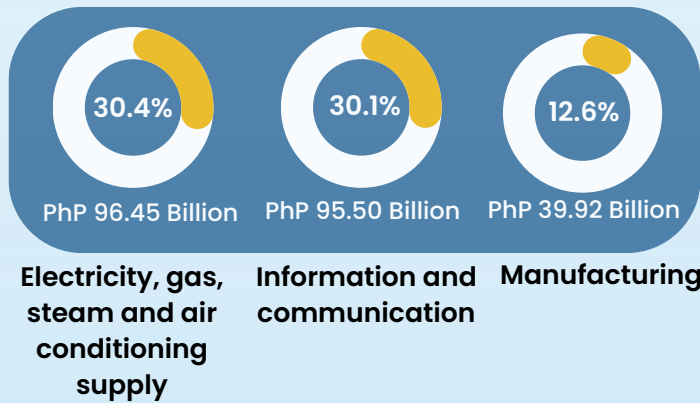 30.4%
30.1%
12.6%
PhP 96.45 Billion
PhP 95.50 Billion
PhP 39.92 Billion
Electricity, gas,
steam and air
conditioning
supply
Information and
communication
Manufacturing